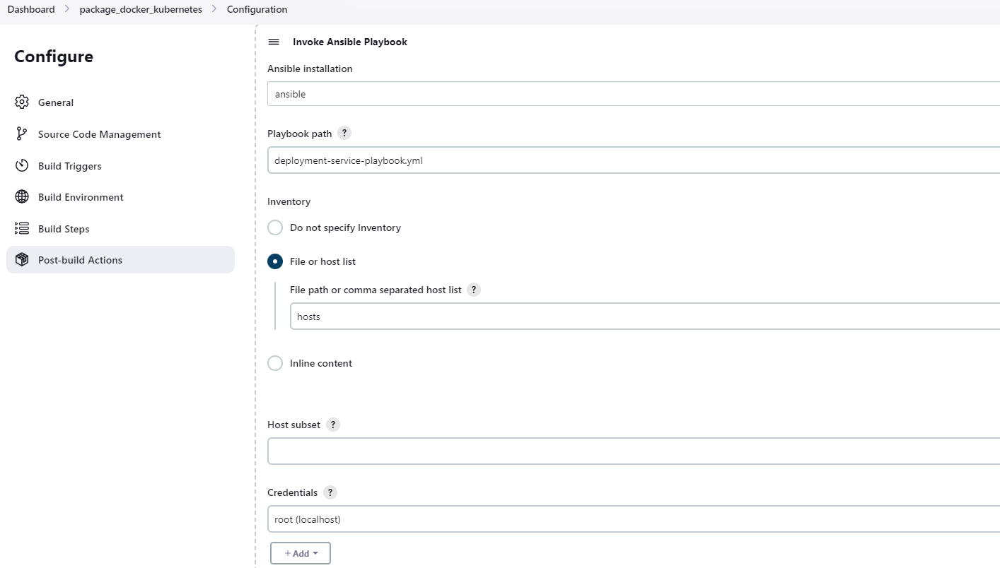 Dashboard > package_docker_kubernetes > Configuration
Configure
General
Source Code Management
Build Triggers
Build Environment
Build Steps
Post-build Actions
Invoke Ansible Playbook
Ansible installation
ansible
Playbook path ?
deployment-service-playbook.yml
Inventory
Do not specify Inventory
File or host list
File path or comma separated host list ?
hosts
Inline content
Host subset ?
Credentials ?
root (localhost)
+ Add